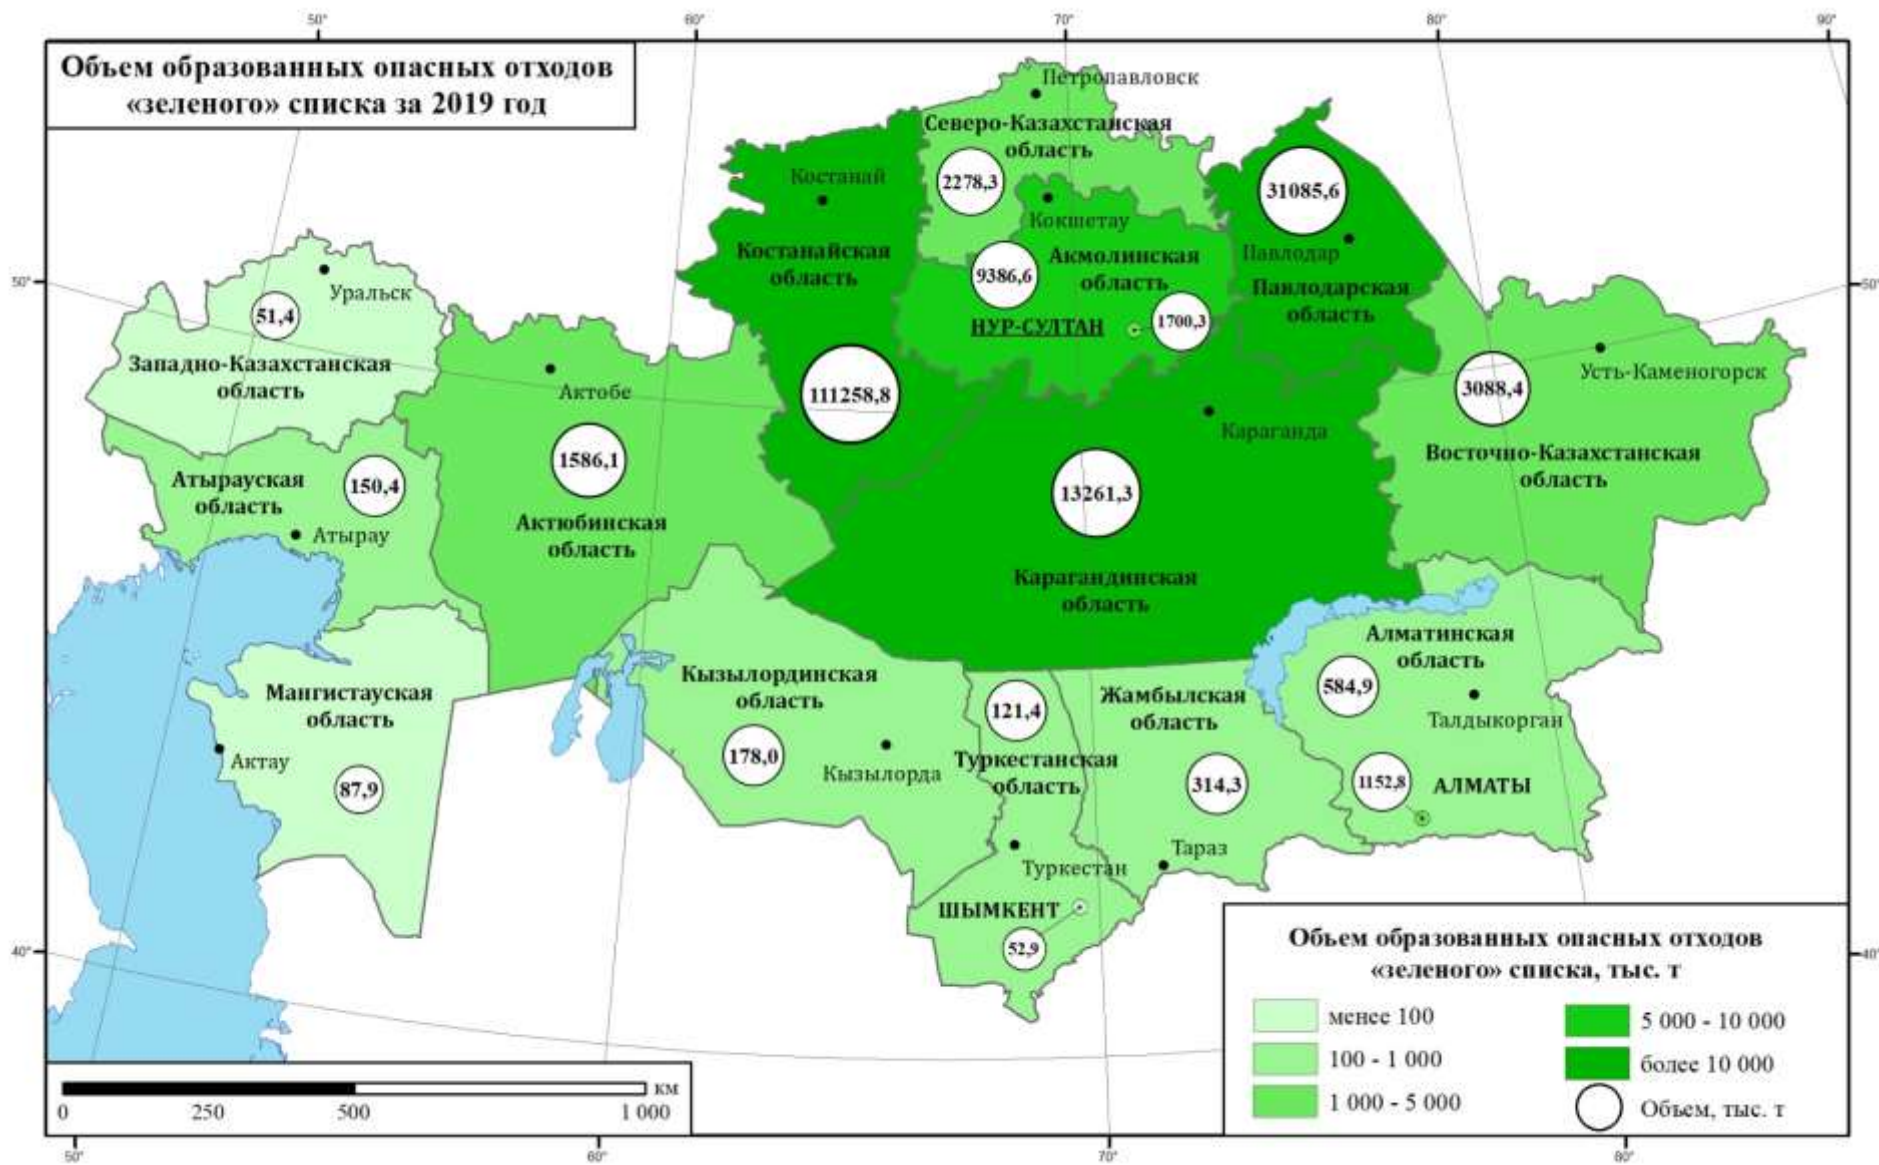 50°
60°
70°
80°
90°
Объем образованных опасных отходов
«зеленого» списка за 2019 год
Петропавловск
Северо-Казахстанская
область
2278,3
Костанай
Костанайская
область
111258,8
Кокшетау
Акмолинская
область
9386,6
НУР-СУЛТАН
1700,3
31085,6
Павлодар
Павлодарская
область
50°
50°
Уральск
51,4
Западно-Казахстанская
область
Актобе
1586,1
Актюбинская
область
Атырауская
область
150,4
Атырау
Караганда
13261,3
Карагандинская
область
Усть-Каменогорск
3088,4
Восточно-Казахстанская
область
Мангистауская
область
Актау
87,9
Кызылординская
область
178,0
Кызылорда
121,4
Туркестанская
область
Туркестан
ШЫМКЕНТ
52,9
Жамбылская
область
314,3
Тараз
Алматинская
область
584,9
Талдыкорган
1152,8
АЛМАТЫ
40°
40°
Объем образованных опасных отходов
«зеленого» списка, тыс. т
менее 100
100 - 1 000
1 000 - 5 000
5 000 - 10 000
более 10 000
Объем, тыс. т
км
0
250
500
1 000
50°
60°
70°
80°